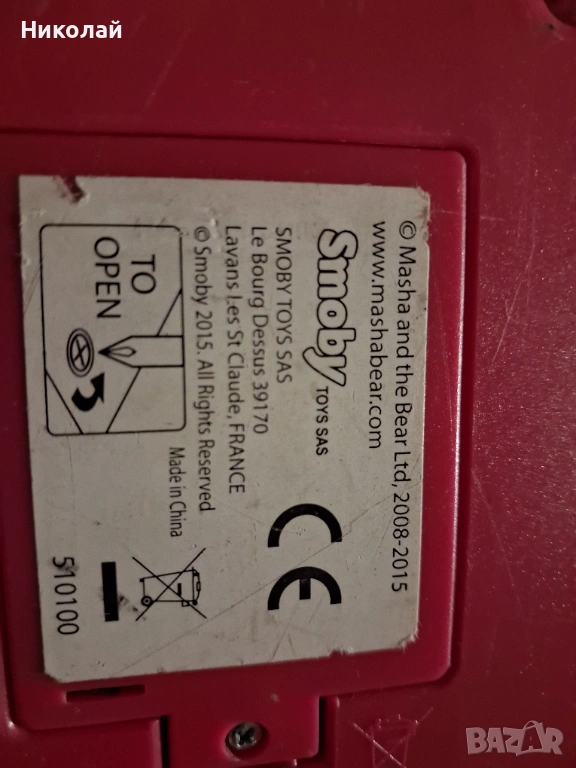 Николай
© Masha and the Bear Ltd, 2008-2015
www.mashabear.com
Smoby TOYS SAS
SMOBY TOYS SAS
Le Bourg Dessus 39170
Lavans Les St Claude, FRANCE
© Smoby 2015. All Rights Reserved
Made in China
CE
TO
OPEN
510100
BAZAR